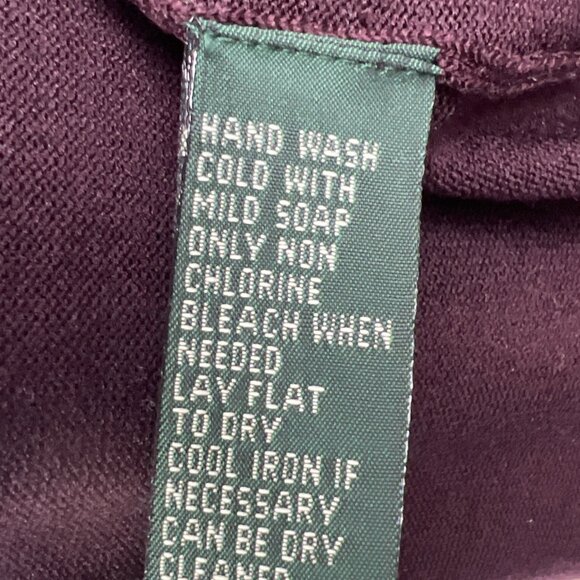 HAND WASH
COLD WITH
MILD SOAP
ONLY NON
CHLORINE
BLEACH WHEN
NEEDED
LAY FLAT
TO DRY
COOL IRON IF
NECESSARY
CAN BE DRY
CLEANED